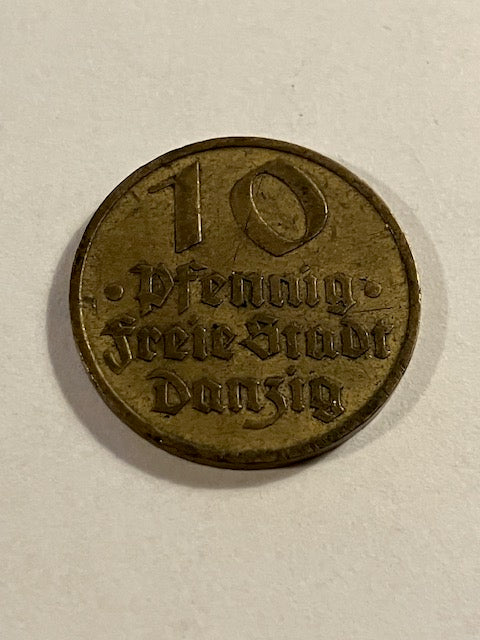 10
· Pfennig ·
Freie Stadt
Danzig